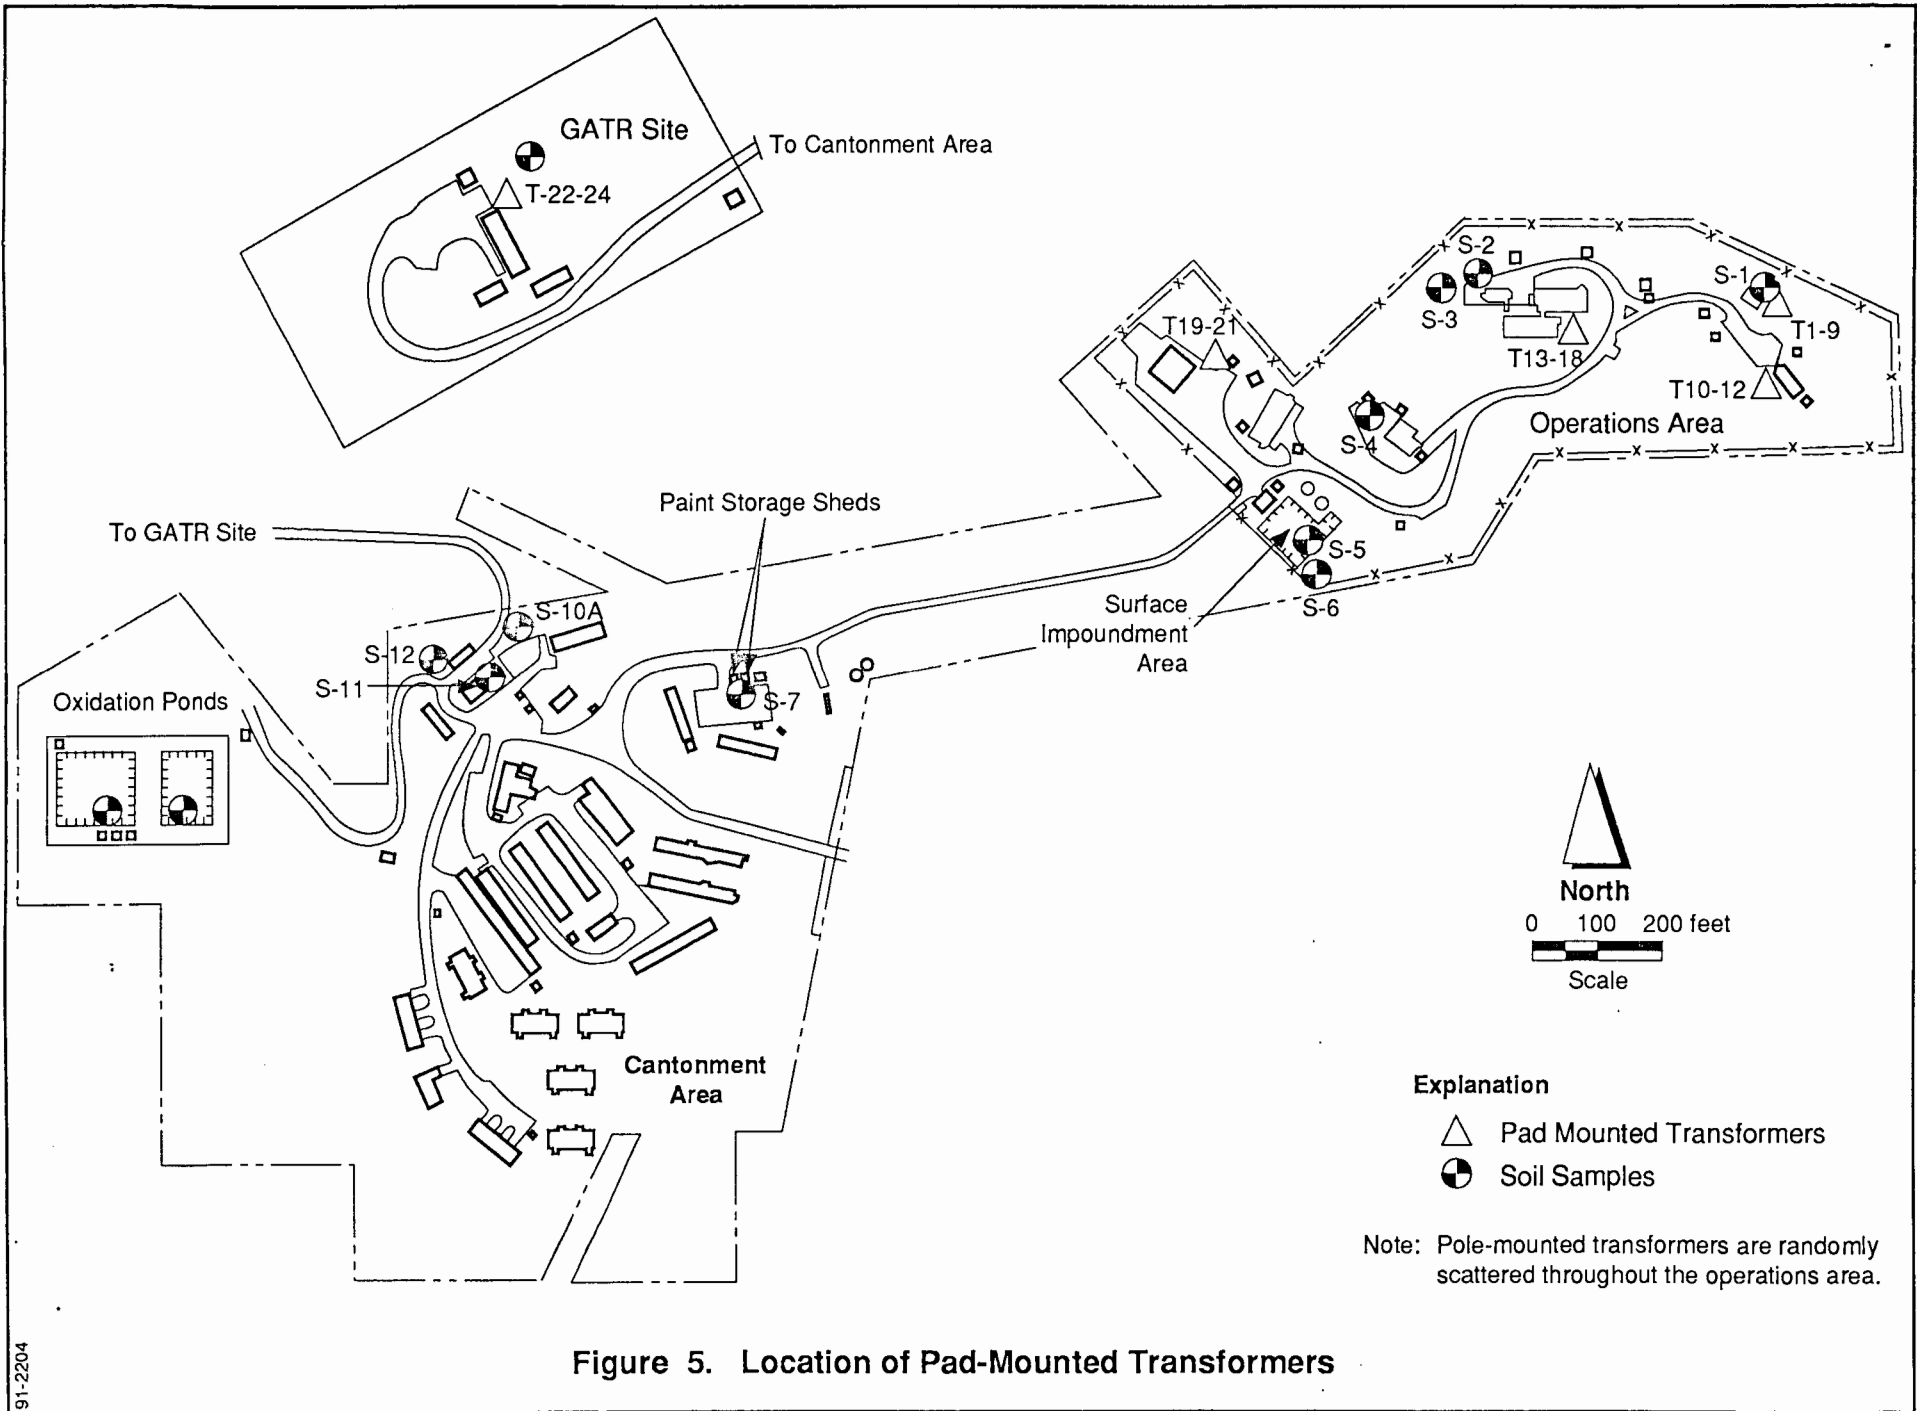 GATR Site
To Cantonment Area
T-22-24
S-2
S-1
S-3
T19-21
T13-18
T1-9
T10-12
Operations Area
S-4
Paint Storage Sheds
To GATR Site
S-5
S-6
Surface
Impoundment
Area
S-10A
S-12
S-11
S-7
Oxidation Ponds
North
0 100 200 feet
Scale
Cantonment
Area
Explanation
Pad Mounted Transformers
Soil Samples
Note: Pole-mounted transformers are randomly
scattered throughout the operations area.
Figure 5. Location of Pad-Mounted Transformers
91-2204